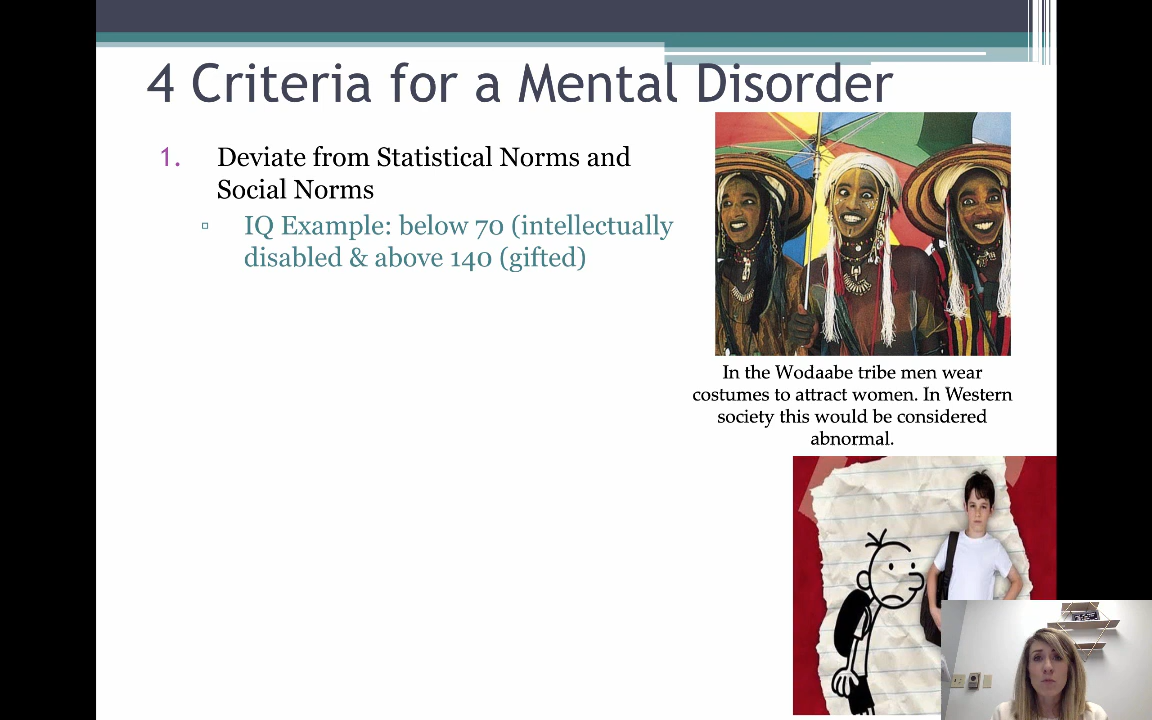 4 Criteria for a Mental Disorder
1. Deviate from Statistical Norms and
Social Norms
▫ IQ Example: below 70 (intellectually
disabled & above 140 (gifted)
In the Wodaabe tribe men wear
costumes to attract women. In Western
society this would be considered
abnormal.